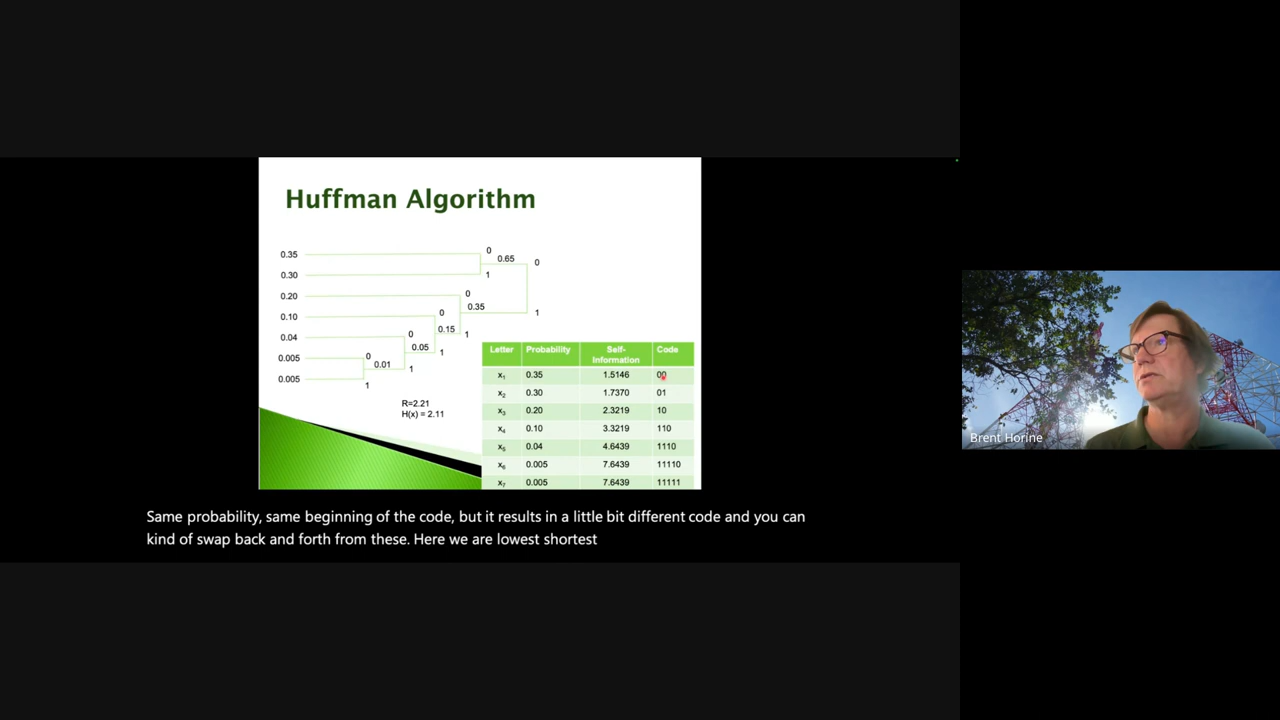 Huffman Algorithm
0.35
0
0.65
0
0.30
1
0.20
0
0.35
1
0.10
0
0.15
1
0.04
0
0.05
1
0.005
0
0.01
1
0.005
1
R=2.21
H(x) = 2.11
Letter Probability Self-Information Code
x₁ 0.35 1.5146 00
x₂ 0.30 1.7370 01
x₃ 0.20 2.3219 10
x₄ 0.10 3.3219 110
x₅ 0.04 4.6439 1110
x₆ 0.005 7.6439 11110
x₇ 0.005 7.6439 11111
Brent Horine
Same probability, same beginning of the code, but it results in a little bit different code and you can
kind of swap back and forth from these. Here we are lowest shortest